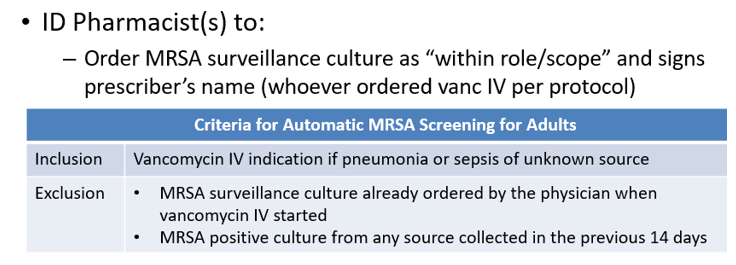 • ID Pharmacist(s) to:
– Order MRSA surveillance culture as “within role/scope” and signs
prescriber’s name (whoever ordered vanc IV per protocol)
Criteria for Automatic MRSA Screening for Adults
Inclusion Vancomycin IV indication if pneumonia or sepsis of unknown source
Exclusion • MRSA surveillance culture already ordered by the physician when
vancomycin IV started
• MRSA positive culture from any source collected in the previous 14 days